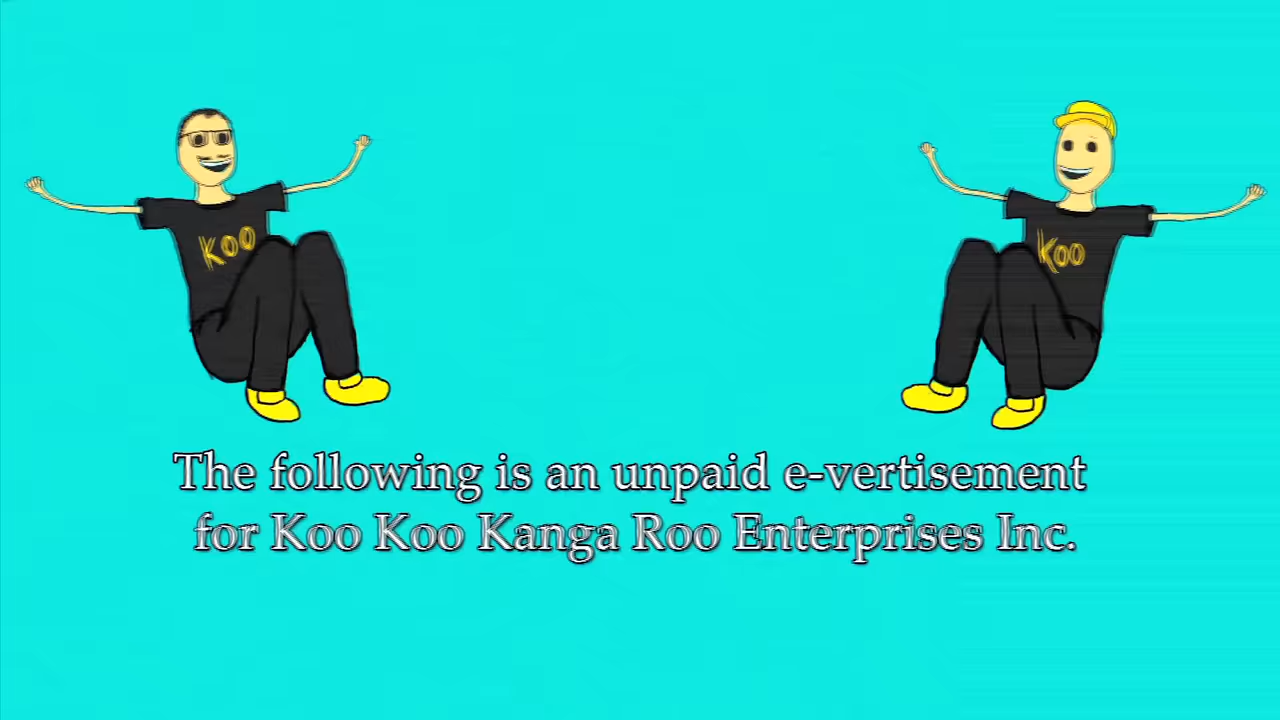 KOO
Koo
The following is an unpaid e-vertisement
for Koo Koo Kanga Roo Enterprises Inc.